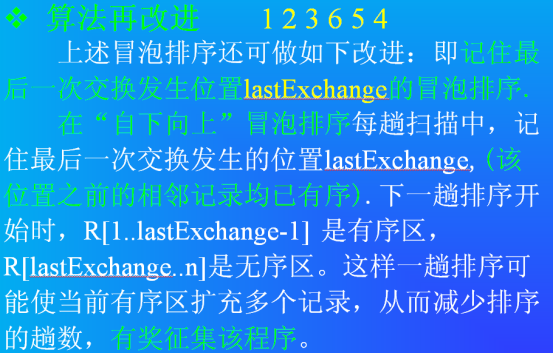 ❖ 算法再改进 1 2 3 6 5 4
上述冒泡排序还可做如下改进：即记住最
后一次交换发生位置lastExchange的冒泡排序.
在“自下向上”冒泡排序每趟扫描中，记
住最后一次交换发生的位置lastExchange,(该
位置之前的相邻记录均已有序). 下一趟排序开
始时，R[1..lastExchange-1] 是有序区，
R[lastExchange..n]是无序区。这样一趟排序可
能使当前有序区扩充多个记录，从而减少排序
的趟数，有奖征集该程序。